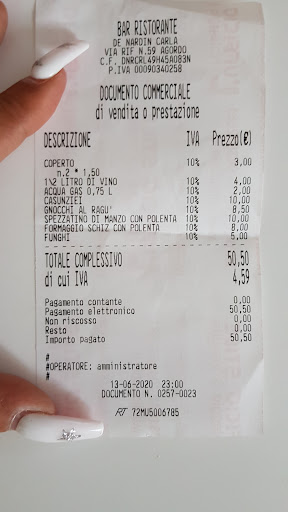 BAR RISTORANTE
DE NARDIN CARLA
VIA RIF N.59 AGORDO
C.F. DNRCRL49H45A083N
P.IVA 00090340258
DOCUMENTO COMMERCIALE
di vendita o prestazione
DESCRIZIONE IVA Prezzo(€)
COPERTO 10% 3,00
n.2 * 1,50
1\2 LITRO DI VINO 10% 4,00
ACQUA GAS 0,75 L 10% 2,00
CASUNZIEI 10% 10,00
GNOCCHI AL RAGU' 10% 8,50
SPEZZATINO DI MANZO CON POLENTA 10% 10,00
FORMAGGIO SCHIZ CON POLENTA 10% 8,00
FUNGHI 10% 5,00
TOTALE COMPLESSIVO 50,50
di cui IVA 4,59
Pagamento contante 0,00
Pagamento elettronico 50,50
Non riscosso 0,00
Resto 0,00
Importo pagato 50,50
#
#OPERATORE: amministratore
#
13-06-2020 23:00
DOCUMENTO N. 0257-0023
RT 72MU5006785